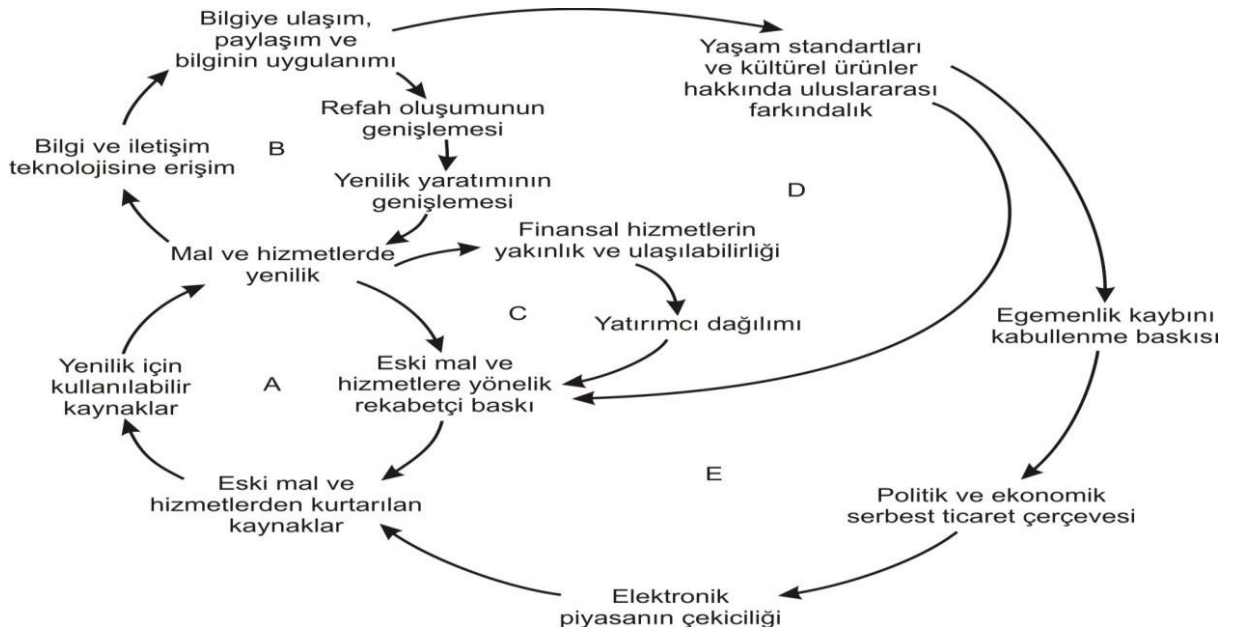 Bilgiye ulaşım,
paylaşım ve
bilginin uygulanımı
Yaşam standartları
ve kültürel ürünler
hakkında uluslararası
farkındalık
Refah oluşumunun
genişlemesi
Bilgi ve iletişim
teknolojisine erişim
B
Yenilik yaratımının
genişlemesi
D
Finansal hizmetlerin
yakınlık ve ulaşılabilirliği
Mal ve hizmetlerde
yenilik
C
Yatırımcı dağılımı
Egemenlik kaybını
kabullenme baskısı
Yenilik için
kullanılabilir
kaynaklar
A
Eski mal ve
hizmetlere yönelik
rekabetçi baskı
E
Eski mal ve
hizmetlerden kurtarılan
kaynaklar
Politik ve ekonomik
serbest ticaret çerçevesi
Elektronik
piyasanın çekiciliği